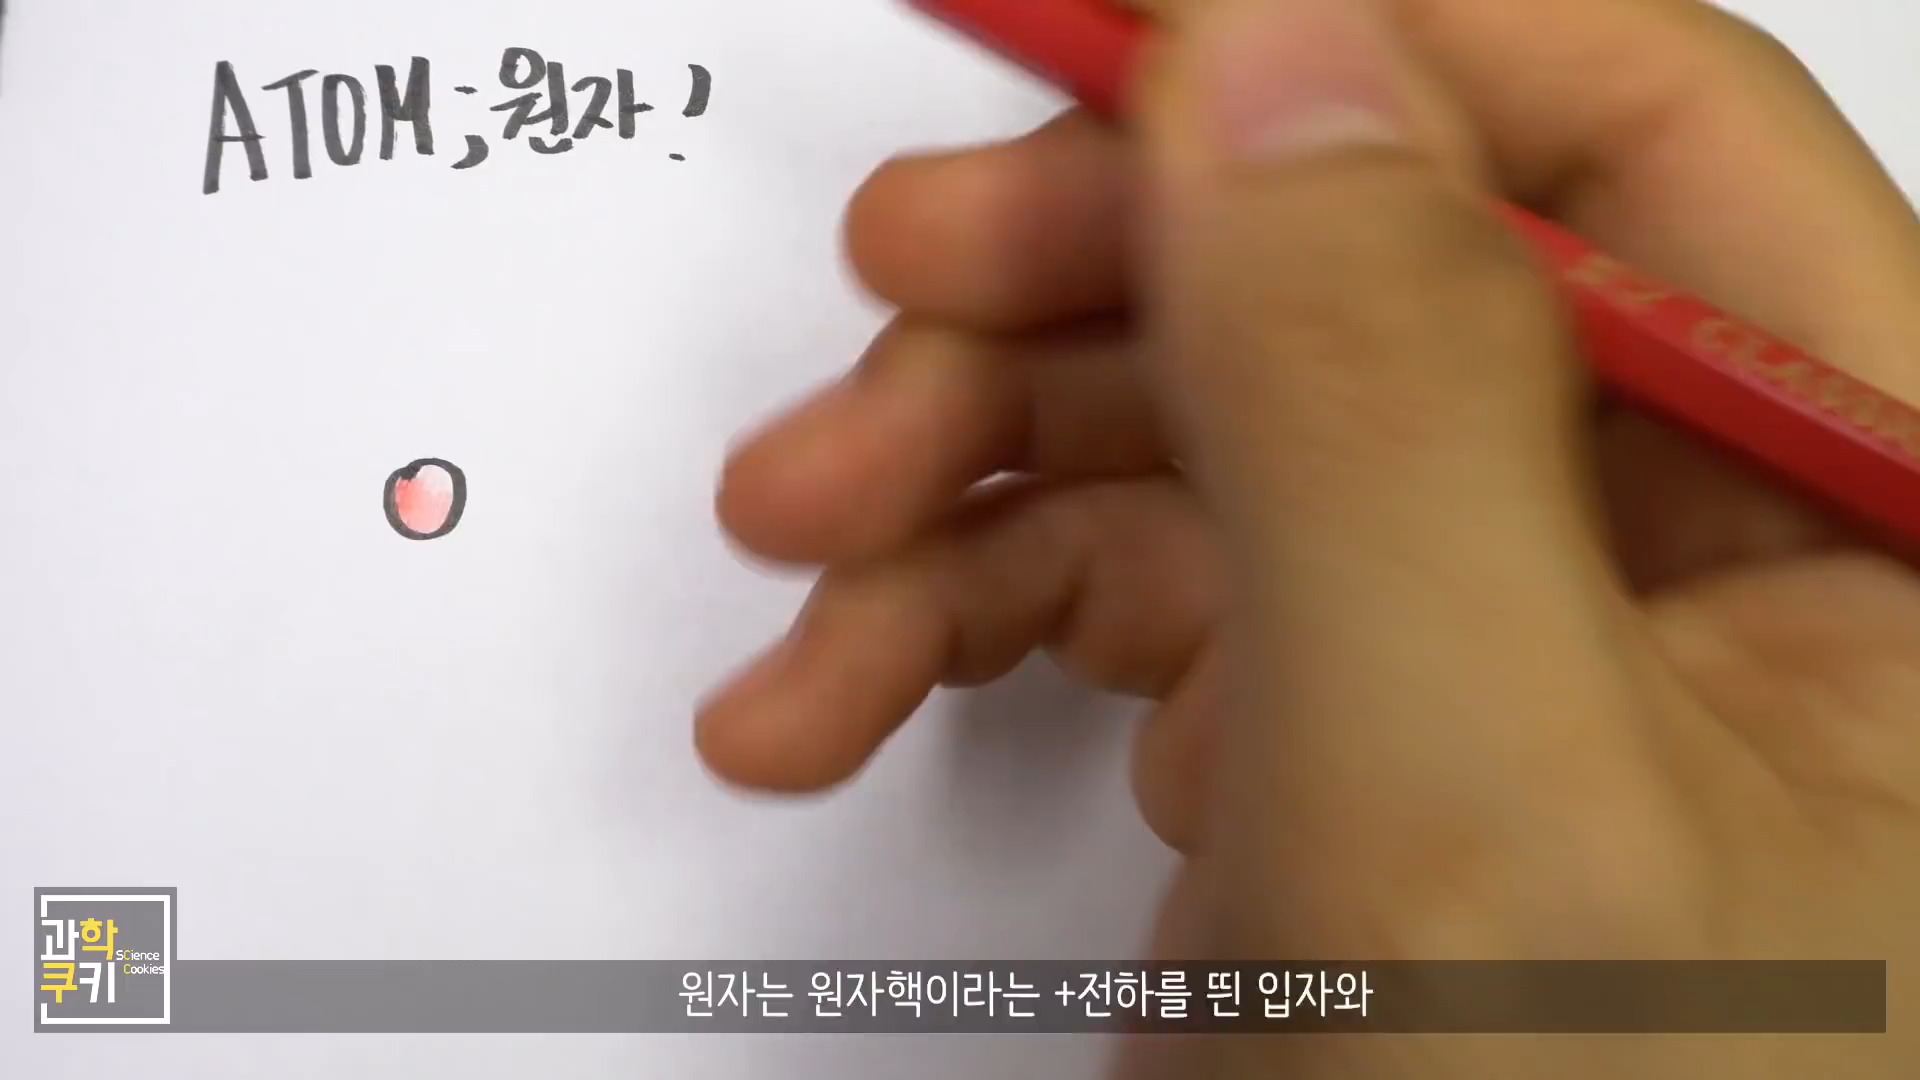 ATOM;원자!
과학
Science
쿠키
Cookies
원자는 원자핵이라는 +전하를 띈 입자와